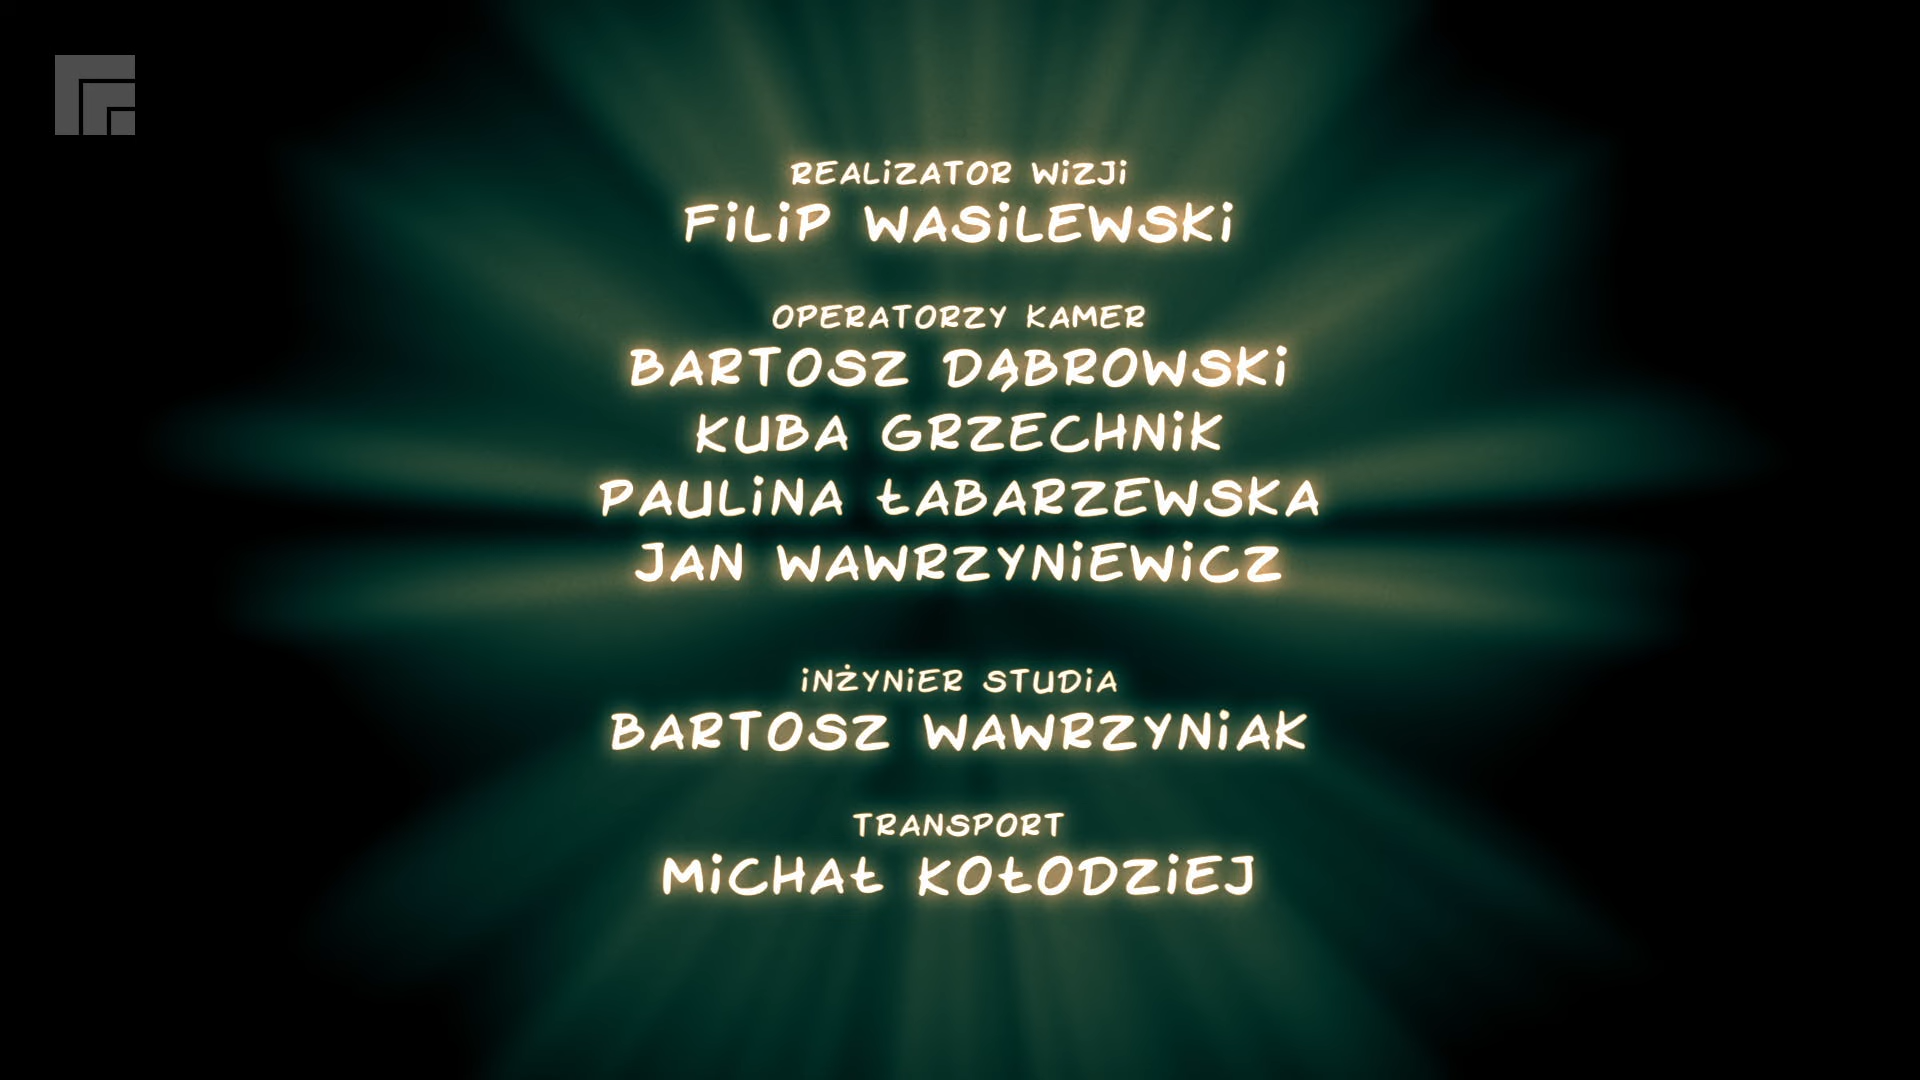 REALiZATOR WiZJi
FiLiP WASiLEWSKi
OPERATORZY KAMER
BARTOSZ DĄBROWSKi
KUBA GRZECHNiK
PAULiNA ŁABARZEWSKA
JAN WAWRZYNiEWiCZ
iNŻYNiER STUDiA
BARTOSZ WAWRZYNiAK
TRANSPORT
MiCHAŁ KOŁODZiEJ